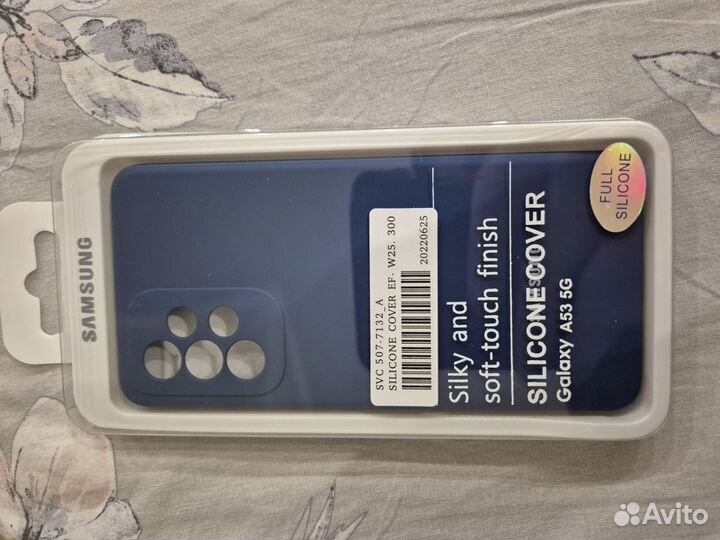 SAMSUNG
SVC 507-7132_A
SILICONE COVER EF- W25. 300
20220625
Silky and
soft-touch finish
SILICONE COVER
Galaxy A53 5G
FULL
SILICONE
Avito